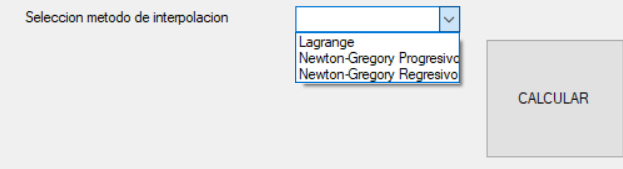 Seleccion metodo de interpolacion
Lagrange
Newton-Gregory Progresivo
Newton-Gregory Regresivo
CALCULAR